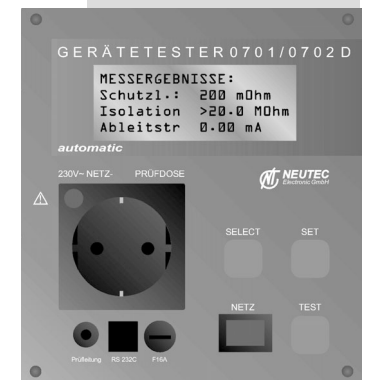 GERÄTETESTER 0701/0702 D
MESSERGEBNISSE:
Schutzl.: 200 mOhm
Isolation >20.0 MOhm
Ableitstr 0.00 mA
automatic
230V~ NETZ- PRÜFDOSE
NEUTEC
Electronic GmbH
SELECT SET
NETZ TEST
Prüfleitung RS 232C F16A